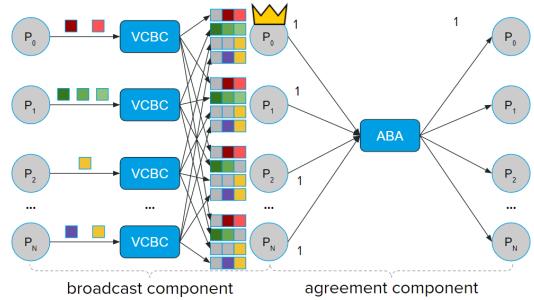 P0 VCBC P0 1 1 P0
P1 VCBC P1 1 ABA P1
P2 VCBC P2 1 P2
... ... ... ...
PN VCBC PN 1 PN
broadcast component agreement component